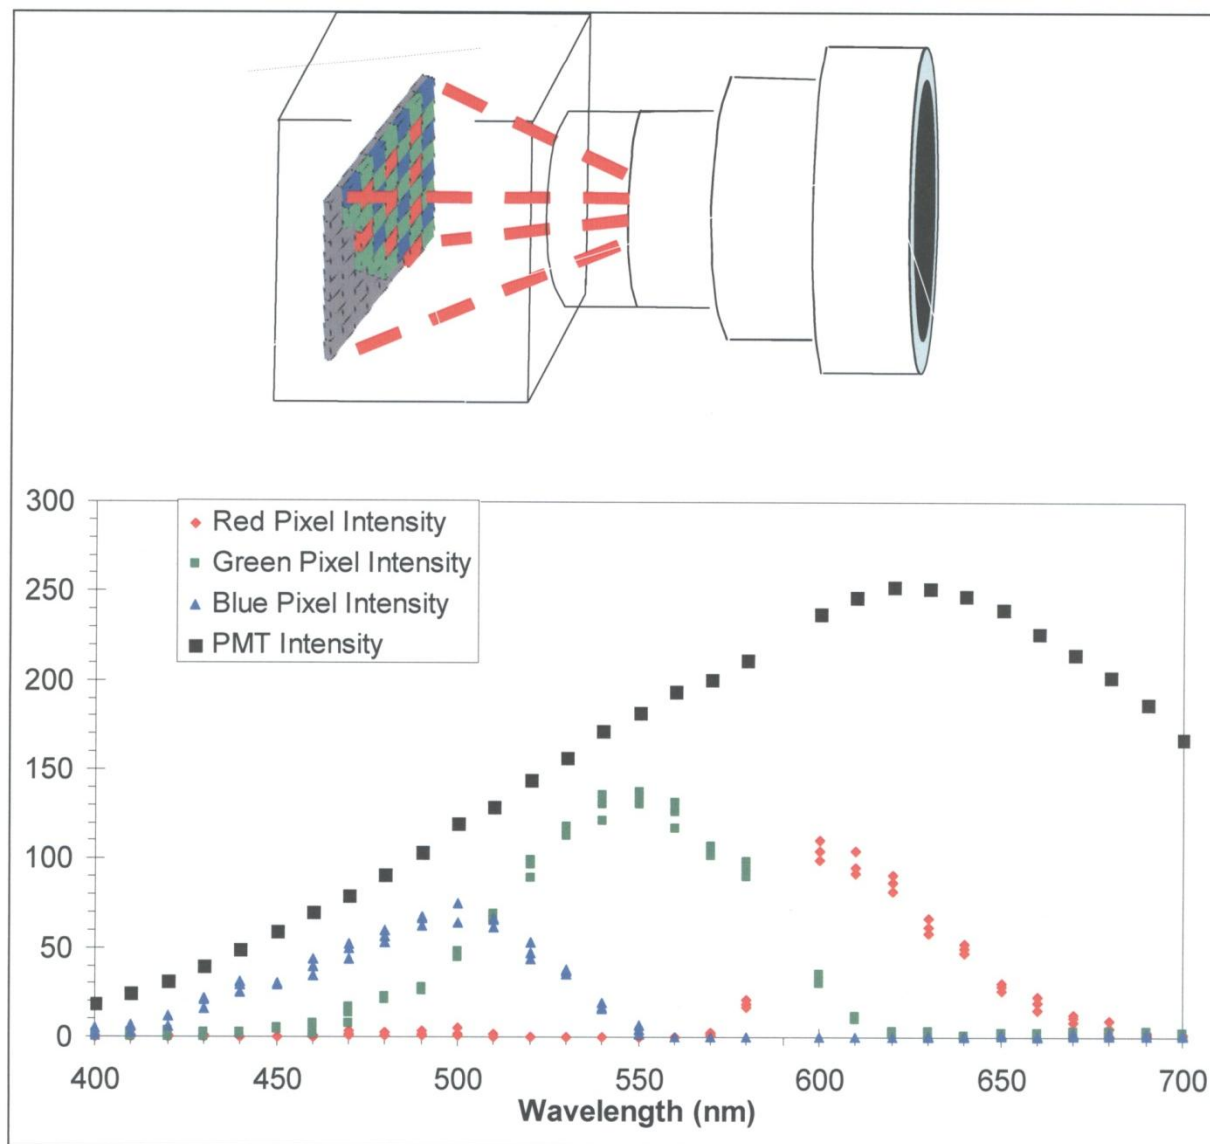 300
250
200
150
100
50
0
Red Pixel Intensity
Green Pixel Intensity
Blue Pixel Intensity
PMT Intensity
400 450 500 550 600 650 700
Wavelength (nm)